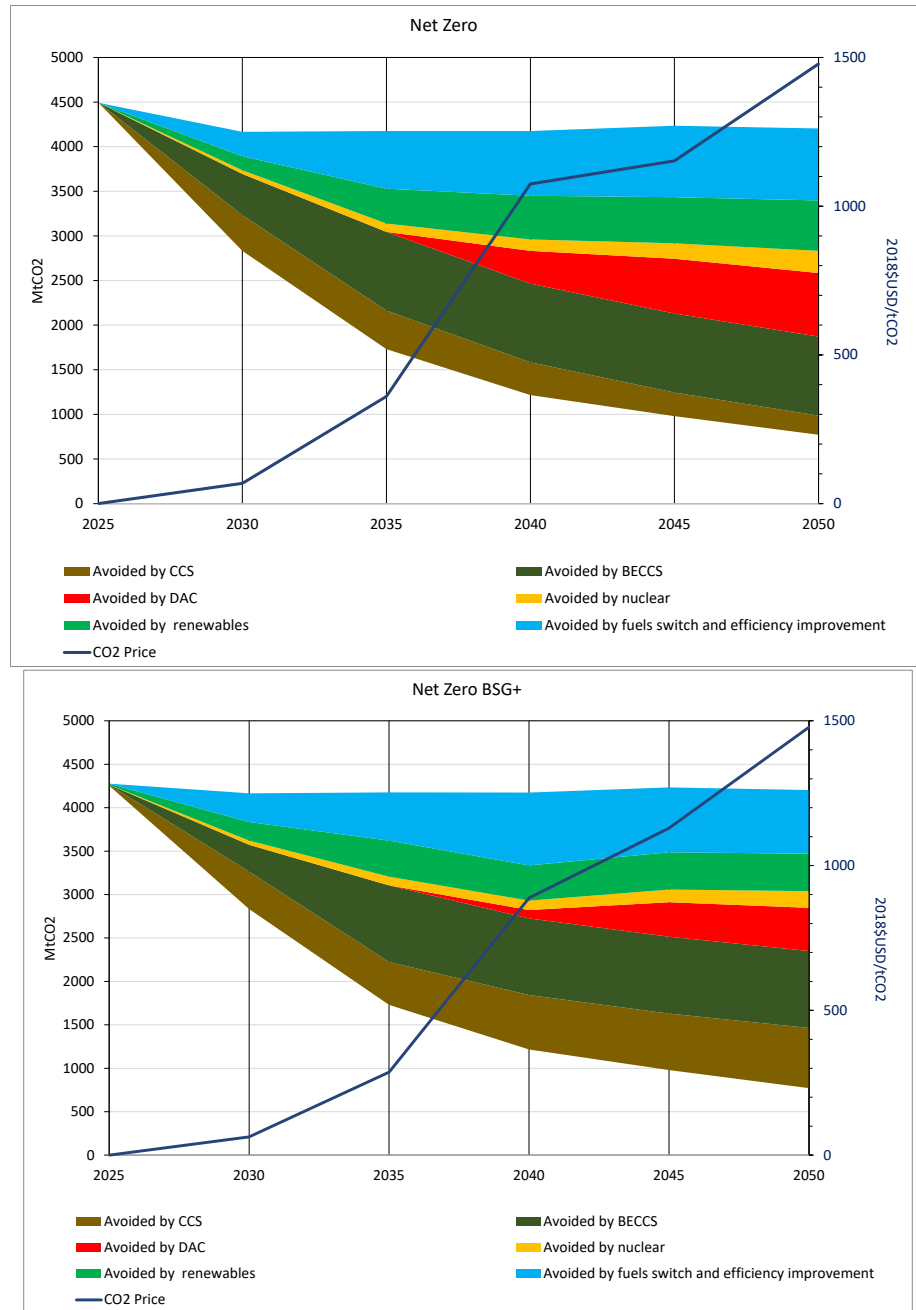 Net Zero
5000
4500
4000
3500
3000
2500
2000
1500
1000
500
0
MtCO2
1500
1000
500
0
2018$USD/tCO2
2025 2030 2035 2040 2045 2050
Avoided by CCS Avoided by BECCS
Avoided by DAC Avoided by nuclear
Avoided by renewables Avoided by fuels switch and efficiency improvement
CO2 Price
Net Zero BSG+
5000
4500
4000
3500
3000
2500
2000
1500
1000
500
0
MtCO2
1500
1000
500
0
2018$USD/tCO2
2025 2030 2035 2040 2045 2050
Avoided by CCS Avoided by BECCS
Avoided by DAC Avoided by nuclear
Avoided by renewables Avoided by fuels switch and efficiency improvement
CO2 Price